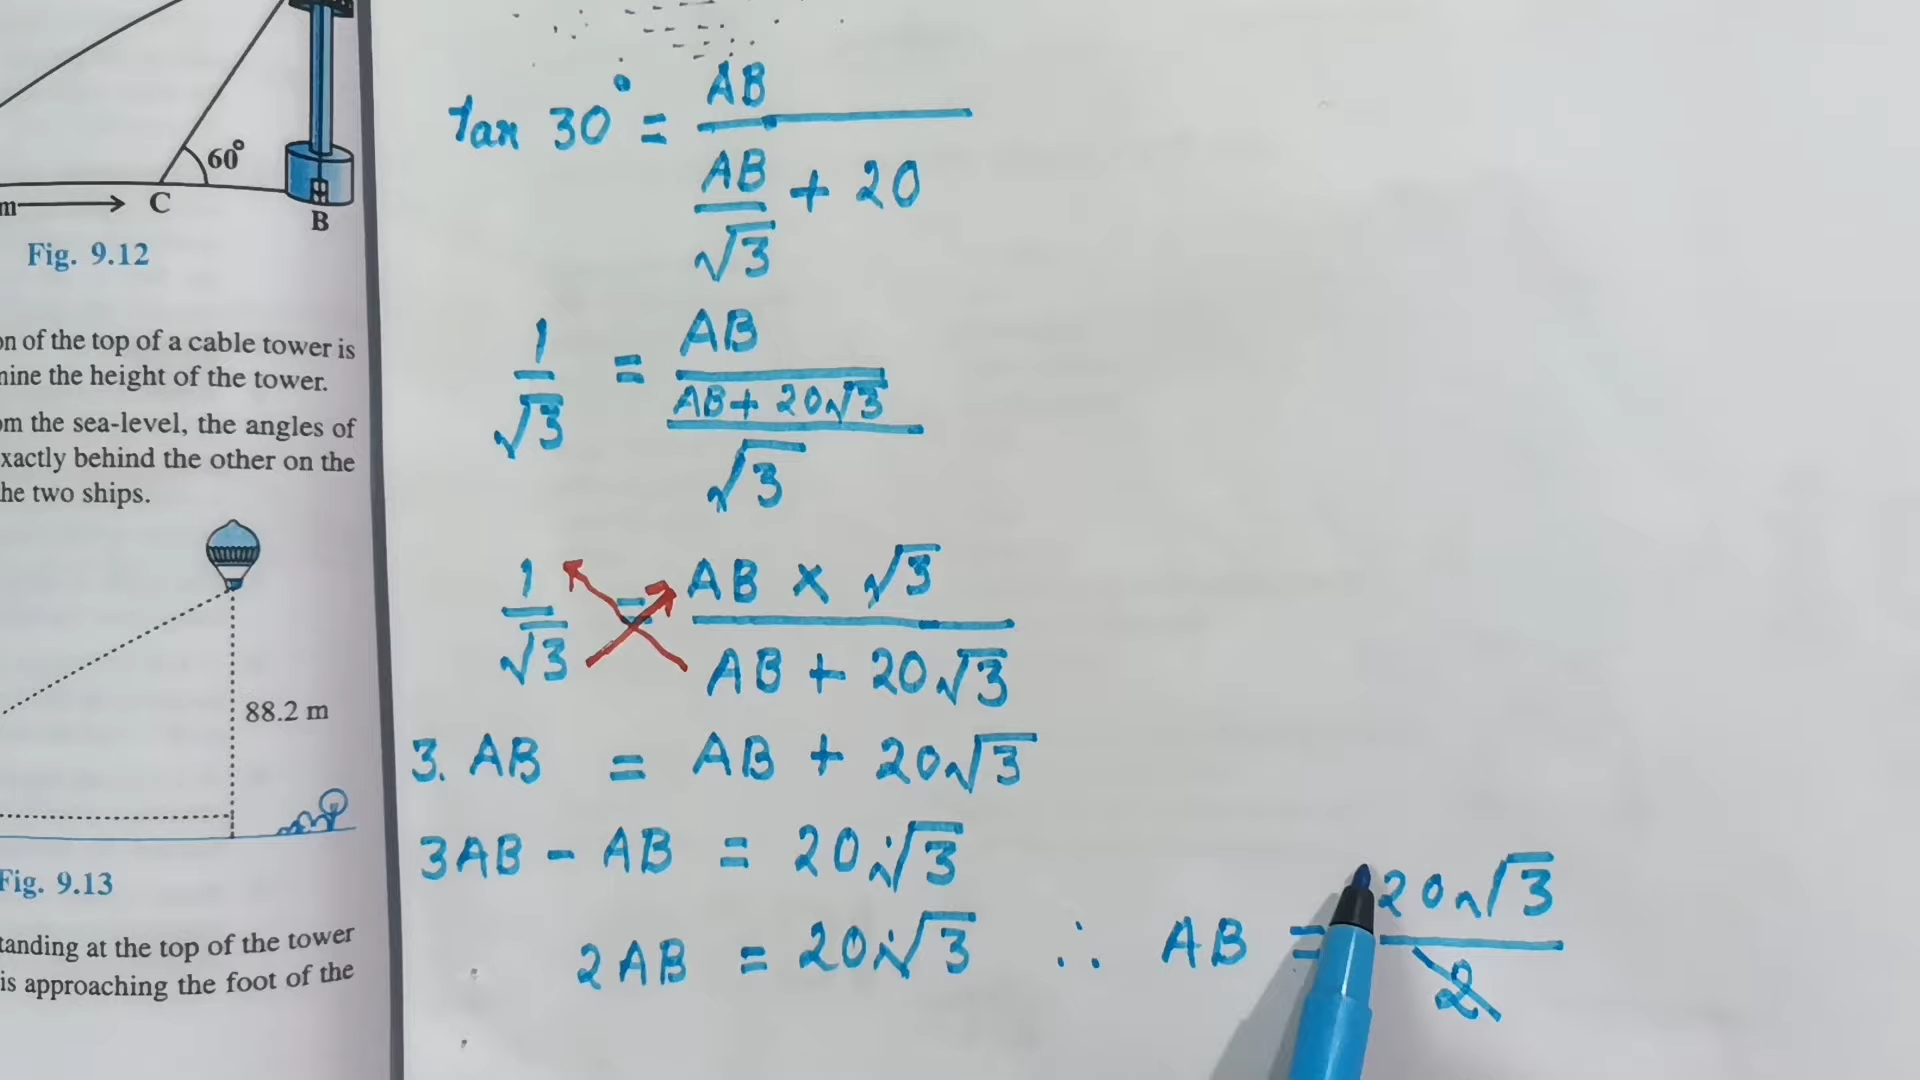 60°
m
C
B
Fig. 9.12
on of the top of a cable tower is
mine the height of the tower.
om the sea-level, the angles of
xactly behind the other on the
he two ships.
88.2 m
Fig. 9.13
tanding at the top of the tower
is approaching the foot of the
tan 30° = AB / (AB/√3 + 20)
1/√3 = AB / ((AB + 20√3)/√3)
1/√3 = (AB × √3) / (AB + 20√3)
3. AB = AB + 20√3
3AB - AB = 20√3
2AB = 20√3 ∴ AB = 20√3 / 2